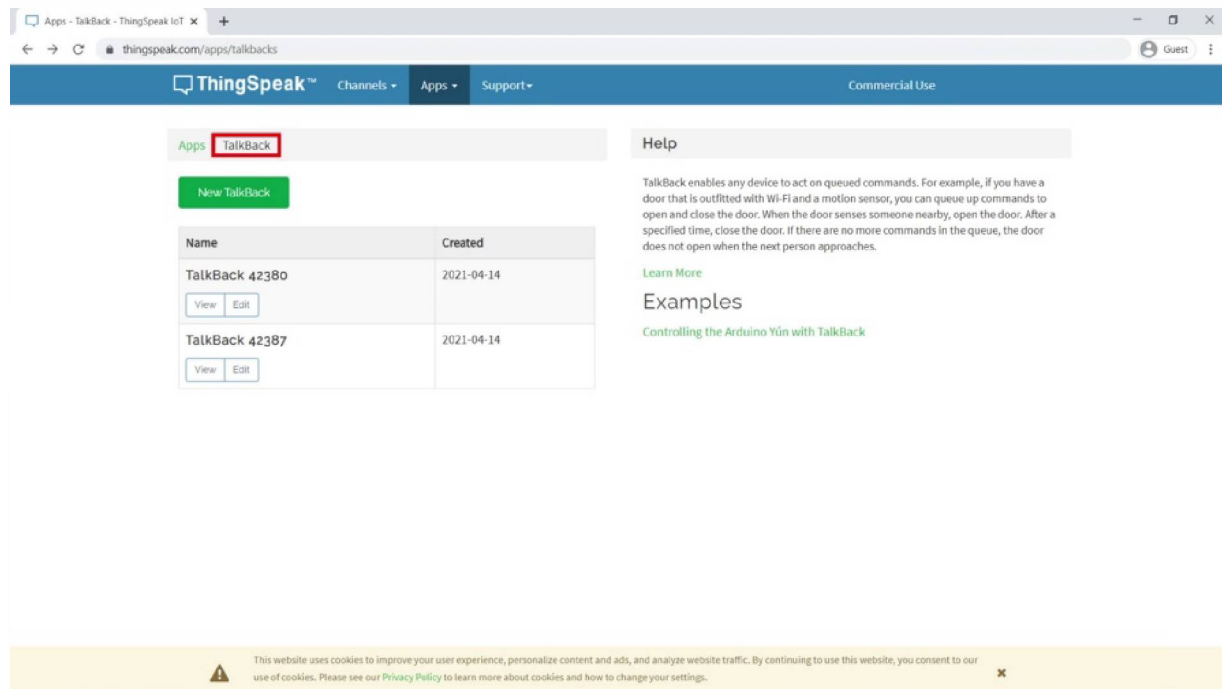 Apps - TalkBack - ThingSpeak IoT
thingspeak.com/apps/talkbacks
Guest
ThingSpeak™ Channels Apps Support Commercial Use
Apps TalkBack
New TalkBack
Name Created
TalkBack 42380 2021-04-14
View Edit
TalkBack 42387 2021-04-14
View Edit
Help
TalkBack enables any device to act on queued commands. For example, if you have a
door that is outfitted with Wi-Fi and a motion sensor, you can queue up commands to
open and close the door. When the door senses someone nearby, open the door. After a
specified time, close the door. If there are no more commands in the queue, the door
does not open when the next person approaches.
Learn More
Examples
Controlling the Arduino Yún with TalkBack
This website uses cookies to improve your user experience, personalize content and ads, and analyze website traffic. By continuing to use this website, you consent to our
use of cookies. Please see our Privacy Policy to learn more about cookies and how to change your settings.